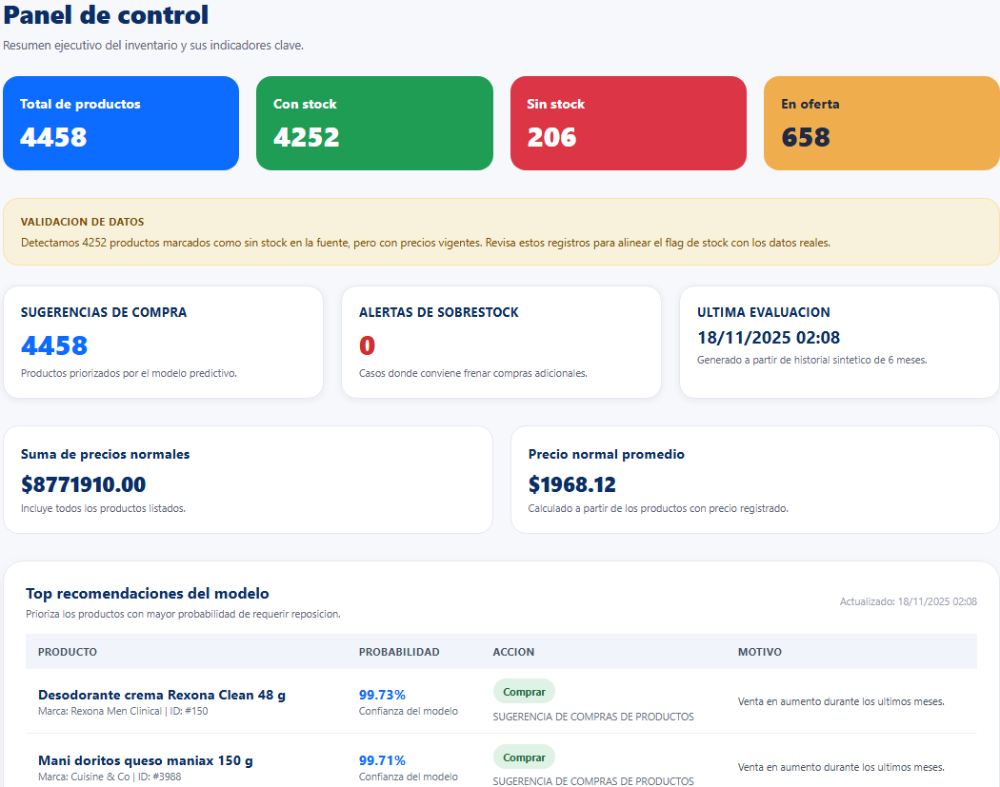 Panel de control
Resumen ejecutivo del inventario y sus indicadores clave.
Total de productos
4458
Con stock
4252
Sin stock
206
En oferta
658
VALIDACION DE DATOS
Detectamos 4252 productos marcados como sin stock en la fuente, pero con precios vigentes. Revisa estos registros para alinear el flag de stock con los datos reales.
SUGERENCIAS DE COMPRA
4458
Productos priorizados por el modelo predictivo.
ALERTAS DE SOBRESTOCK
0
Casos donde conviene frenar compras adicionales.
ULTIMA EVALUACION
18/11/2025 02:08
Generado a partir de historial sintetico de 6 meses.
Suma de precios normales
$8771910.00
Incluye todos los productos listados.
Precio normal promedio
$1968.12
Calculado a partir de los productos con precio registrado.
Top recomendaciones del modelo
Prioriza los productos con mayor probabilidad de requerir reposicion.
Actualizado: 18/11/2025 02:08
PRODUCTO PROBABILIDAD ACCION MOTIVO
Desodorante crema Rexona Clean 48 g
Marca: Rexona Men Clinical | ID: #150
99.73%
Confianza del modelo
Comprar
SUGERENCIA DE COMPRAS DE PRODUCTOS
Venta en aumento durante los ultimos meses.
Mani doritos queso maniax 150 g
Marca: Cuisine & Co | ID: #3988
99.71%
Confianza del modelo
Comprar
SUGERENCIA DE COMPRAS DE PRODUCTOS
Venta en aumento durante los ultimos meses.